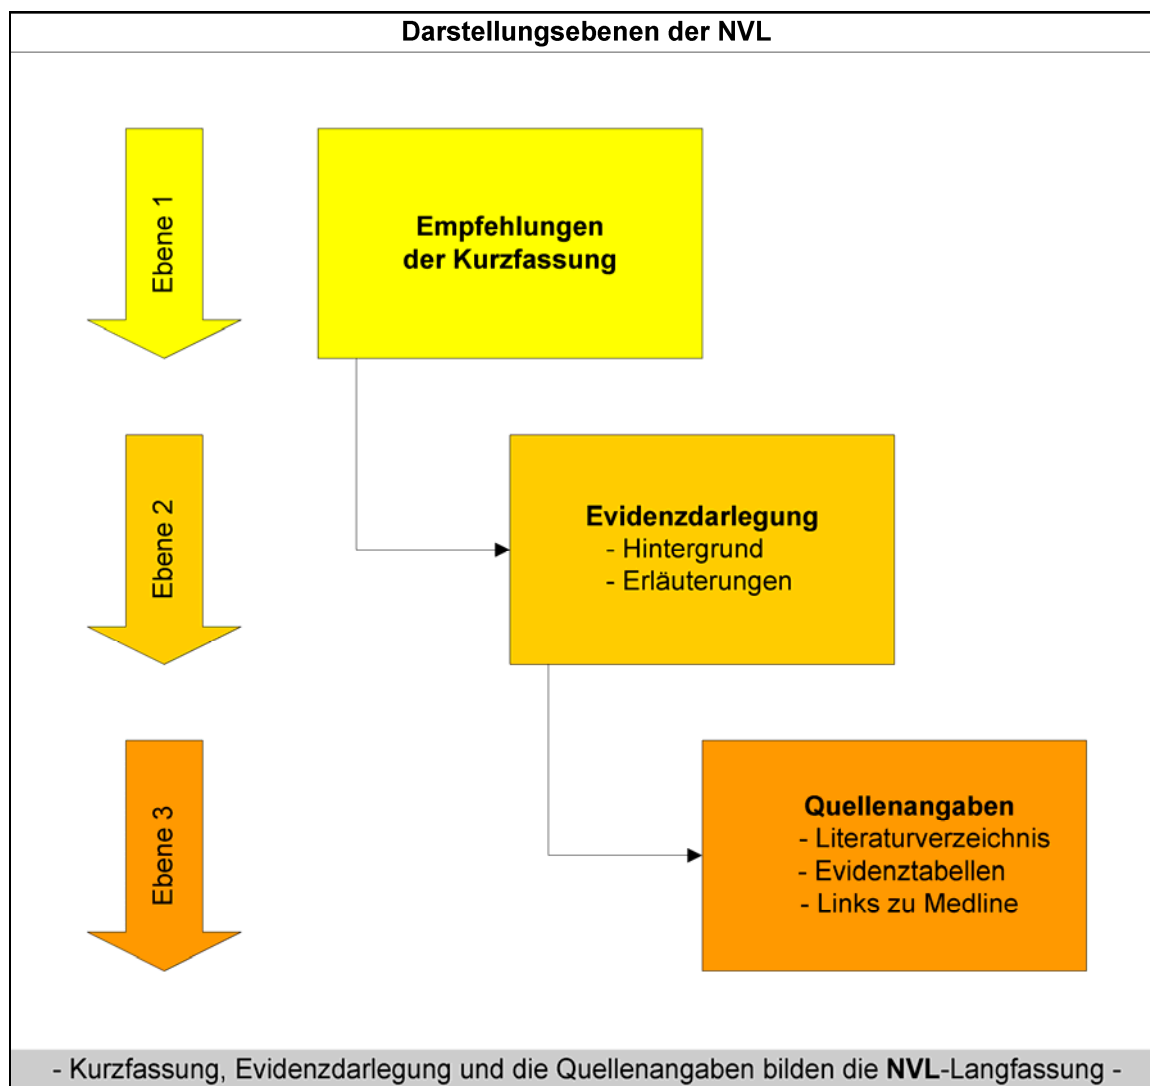 Darstellungsebenen der NVL
Ebene 1
Empfehlungen
der Kurzfassung
Ebene 2
Evidenzdarlegung
- Hintergrund
- Erläuterungen
Ebene 3
Quellenangaben
- Literaturverzeichnis
- Evidenztabellen
- Links zu Medline
- Kurzfassung, Evidenzdarlegung und die Quellenangaben bilden die NVL-Langfassung -